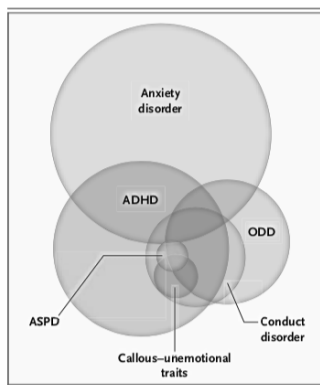 Anxiety
disorder
ADHD
ODD
ASPD
Conduct
disorder
Callous–unemotional
traits